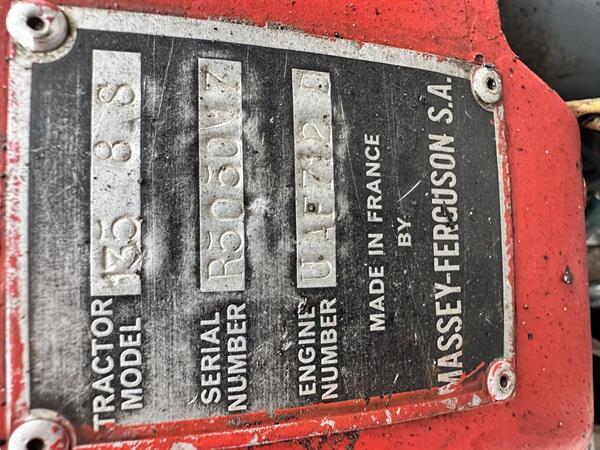 TRACTOR MODEL 135 8 S
SERIAL NUMBER
ENGINE NUMBER
MADE IN FRANCE
BY
MASSEY-FERGUSON S.A.